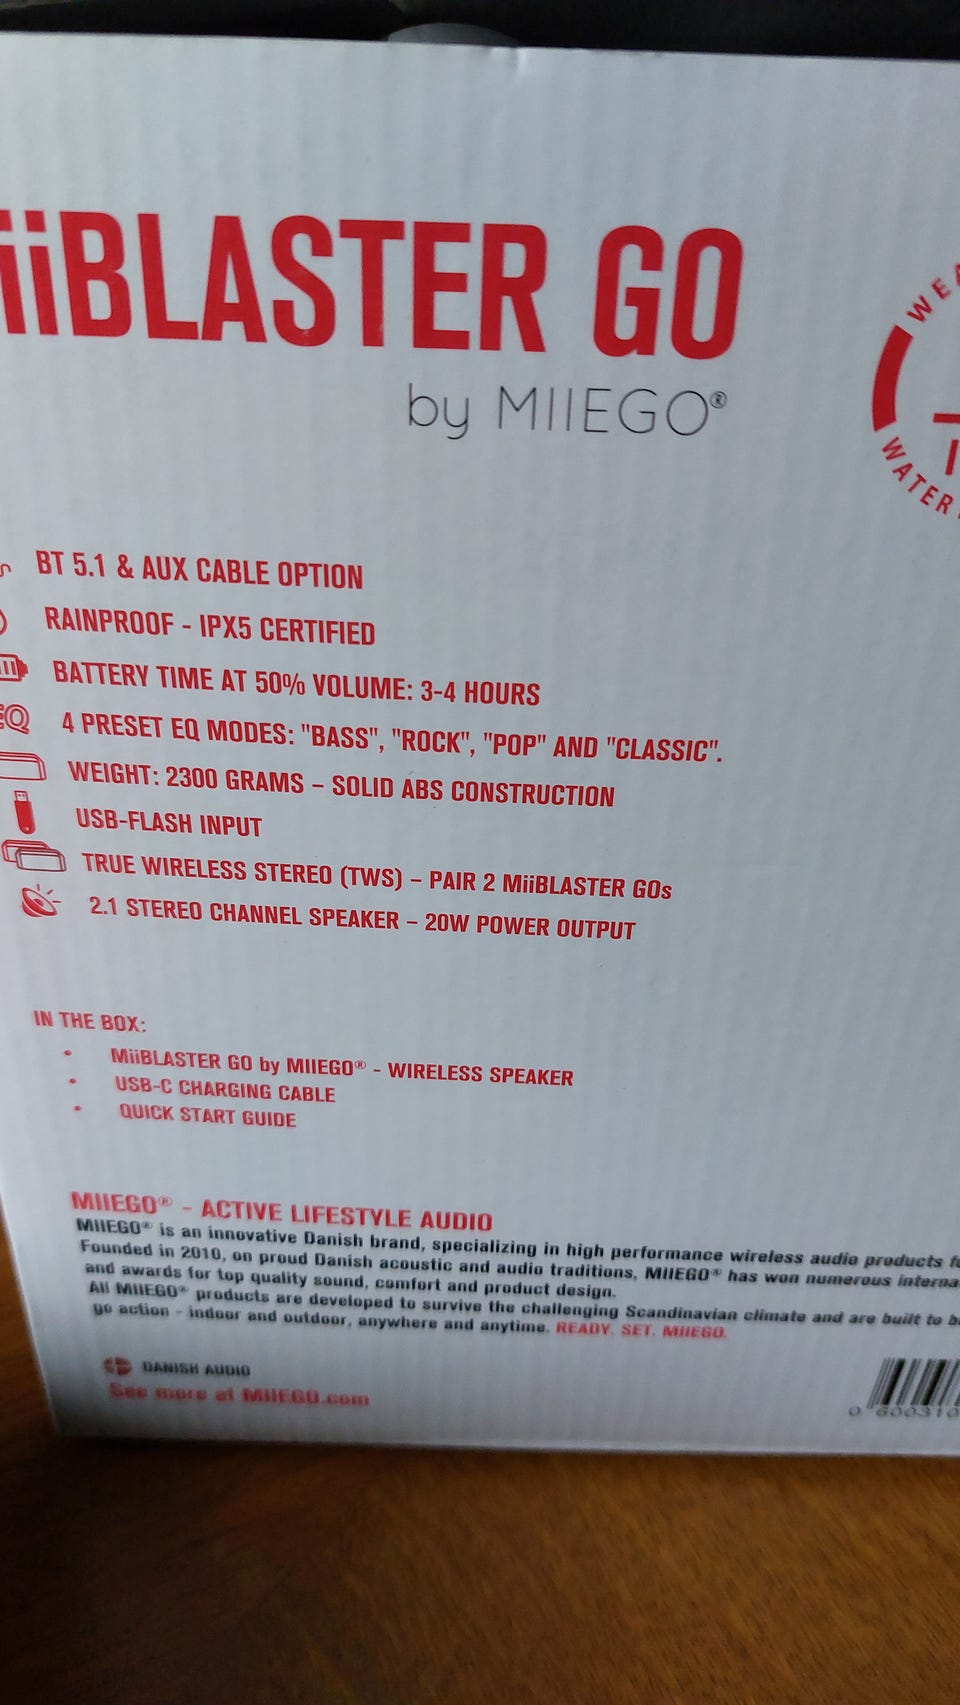 iiBLASTER GO
by MIIEGO®
WEA
WATER
BT 5.1 & AUX CABLE OPTION
RAINPROOF - IPX5 CERTIFIED
BATTERY TIME AT 50% VOLUME: 3-4 HOURS
EQ 4 PRESET EQ MODES: "BASS", "ROCK", "POP" AND "CLASSIC".
WEIGHT: 2300 GRAMS – SOLID ABS CONSTRUCTION
USB-FLASH INPUT
TRUE WIRELESS STEREO (TWS) – PAIR 2 MiiBLASTER GOs
2.1 STEREO CHANNEL SPEAKER – 20W POWER OUTPUT
IN THE BOX:
• MiiBLASTER GO by MIIEGO® - WIRELESS SPEAKER
• USB-C CHARGING CABLE
• QUICK START GUIDE
MIIEGO® - ACTIVE LIFESTYLE AUDIO
MIIEGO® is an innovative Danish brand, specializing in high performance wireless audio products fo
Founded in 2010, on proud Danish acoustic and audio traditions, MIIEGO® has won numerous interna
and awards for top quality sound, comfort and product design.
All MIIEGO® products are developed to survive the challenging Scandinavian climate and are built to b
go action - indoor and outdoor, anywhere and anytime. READY. SET. MIIEGO.
DANISH AUDIO
See more at MIIEGO.com
0 600310